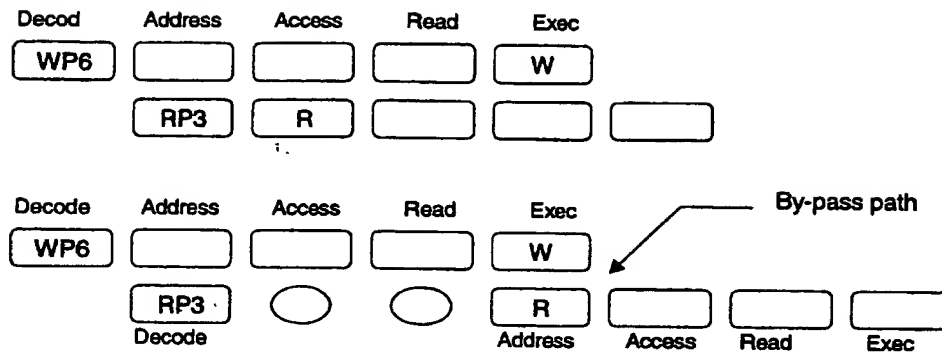 Decod Address Access Read Exec
WP6 W
RP3 R
Decode Address Access Read Exec By-pass path
WP6 W
RP3 R
Decode Address Access Read Exec